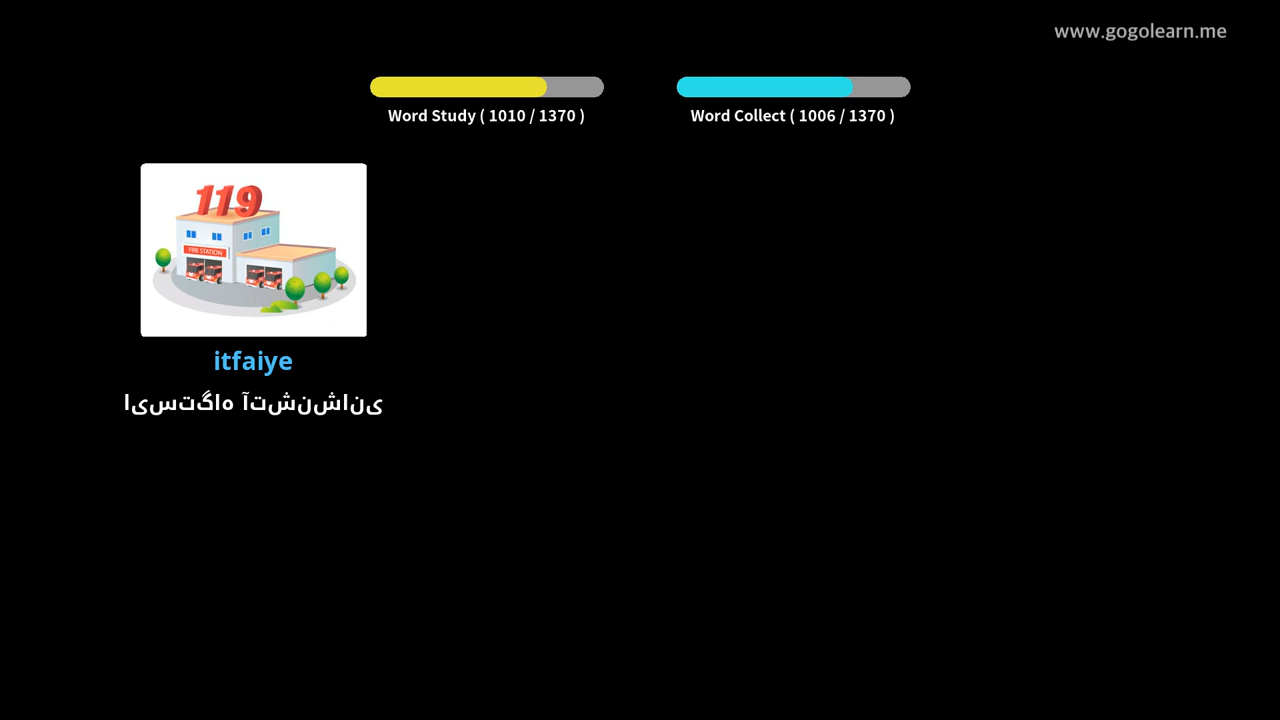 www.gogolearn.me
Word Study ( 1010 / 1370 )
Word Collect ( 1006 / 1370 )
119
FIRE STATION
itfaiye
ایستگاه آتشنشانی